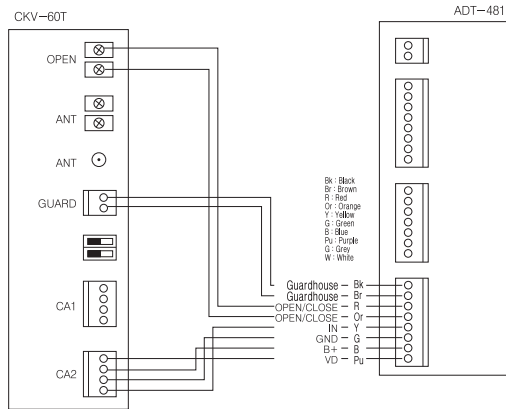 CKV-60T
ADT-481
OPEN
ANT
ANT
GUARD
CA1
CA2
Bk : Black
Br : Brown
R : Red
Or : Orange
Y : Yellow
G : Green
B : Blue
Pu : Purple
G : Grey
W : White
Guardhouse - Bk
Guardhouse - Br
OPEN/CLOSE - R
OPEN/CLOSE - Or
IN - Y
GND - G
B+ - B
VD - Pu